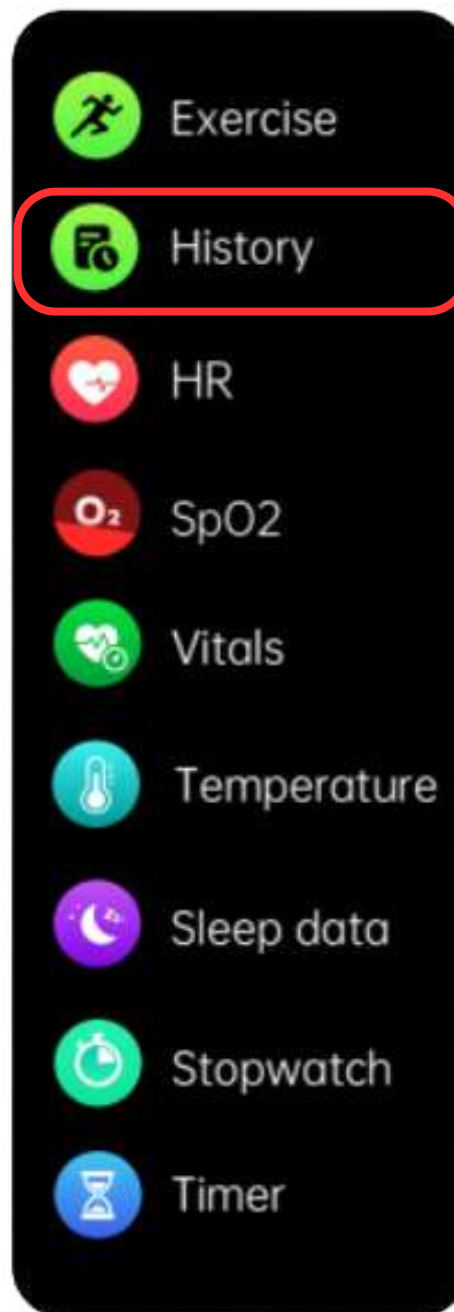 Exercise
History
HR
O2
SpO2
Vitals
Temperature
Sleep data
Stopwatch
Timer